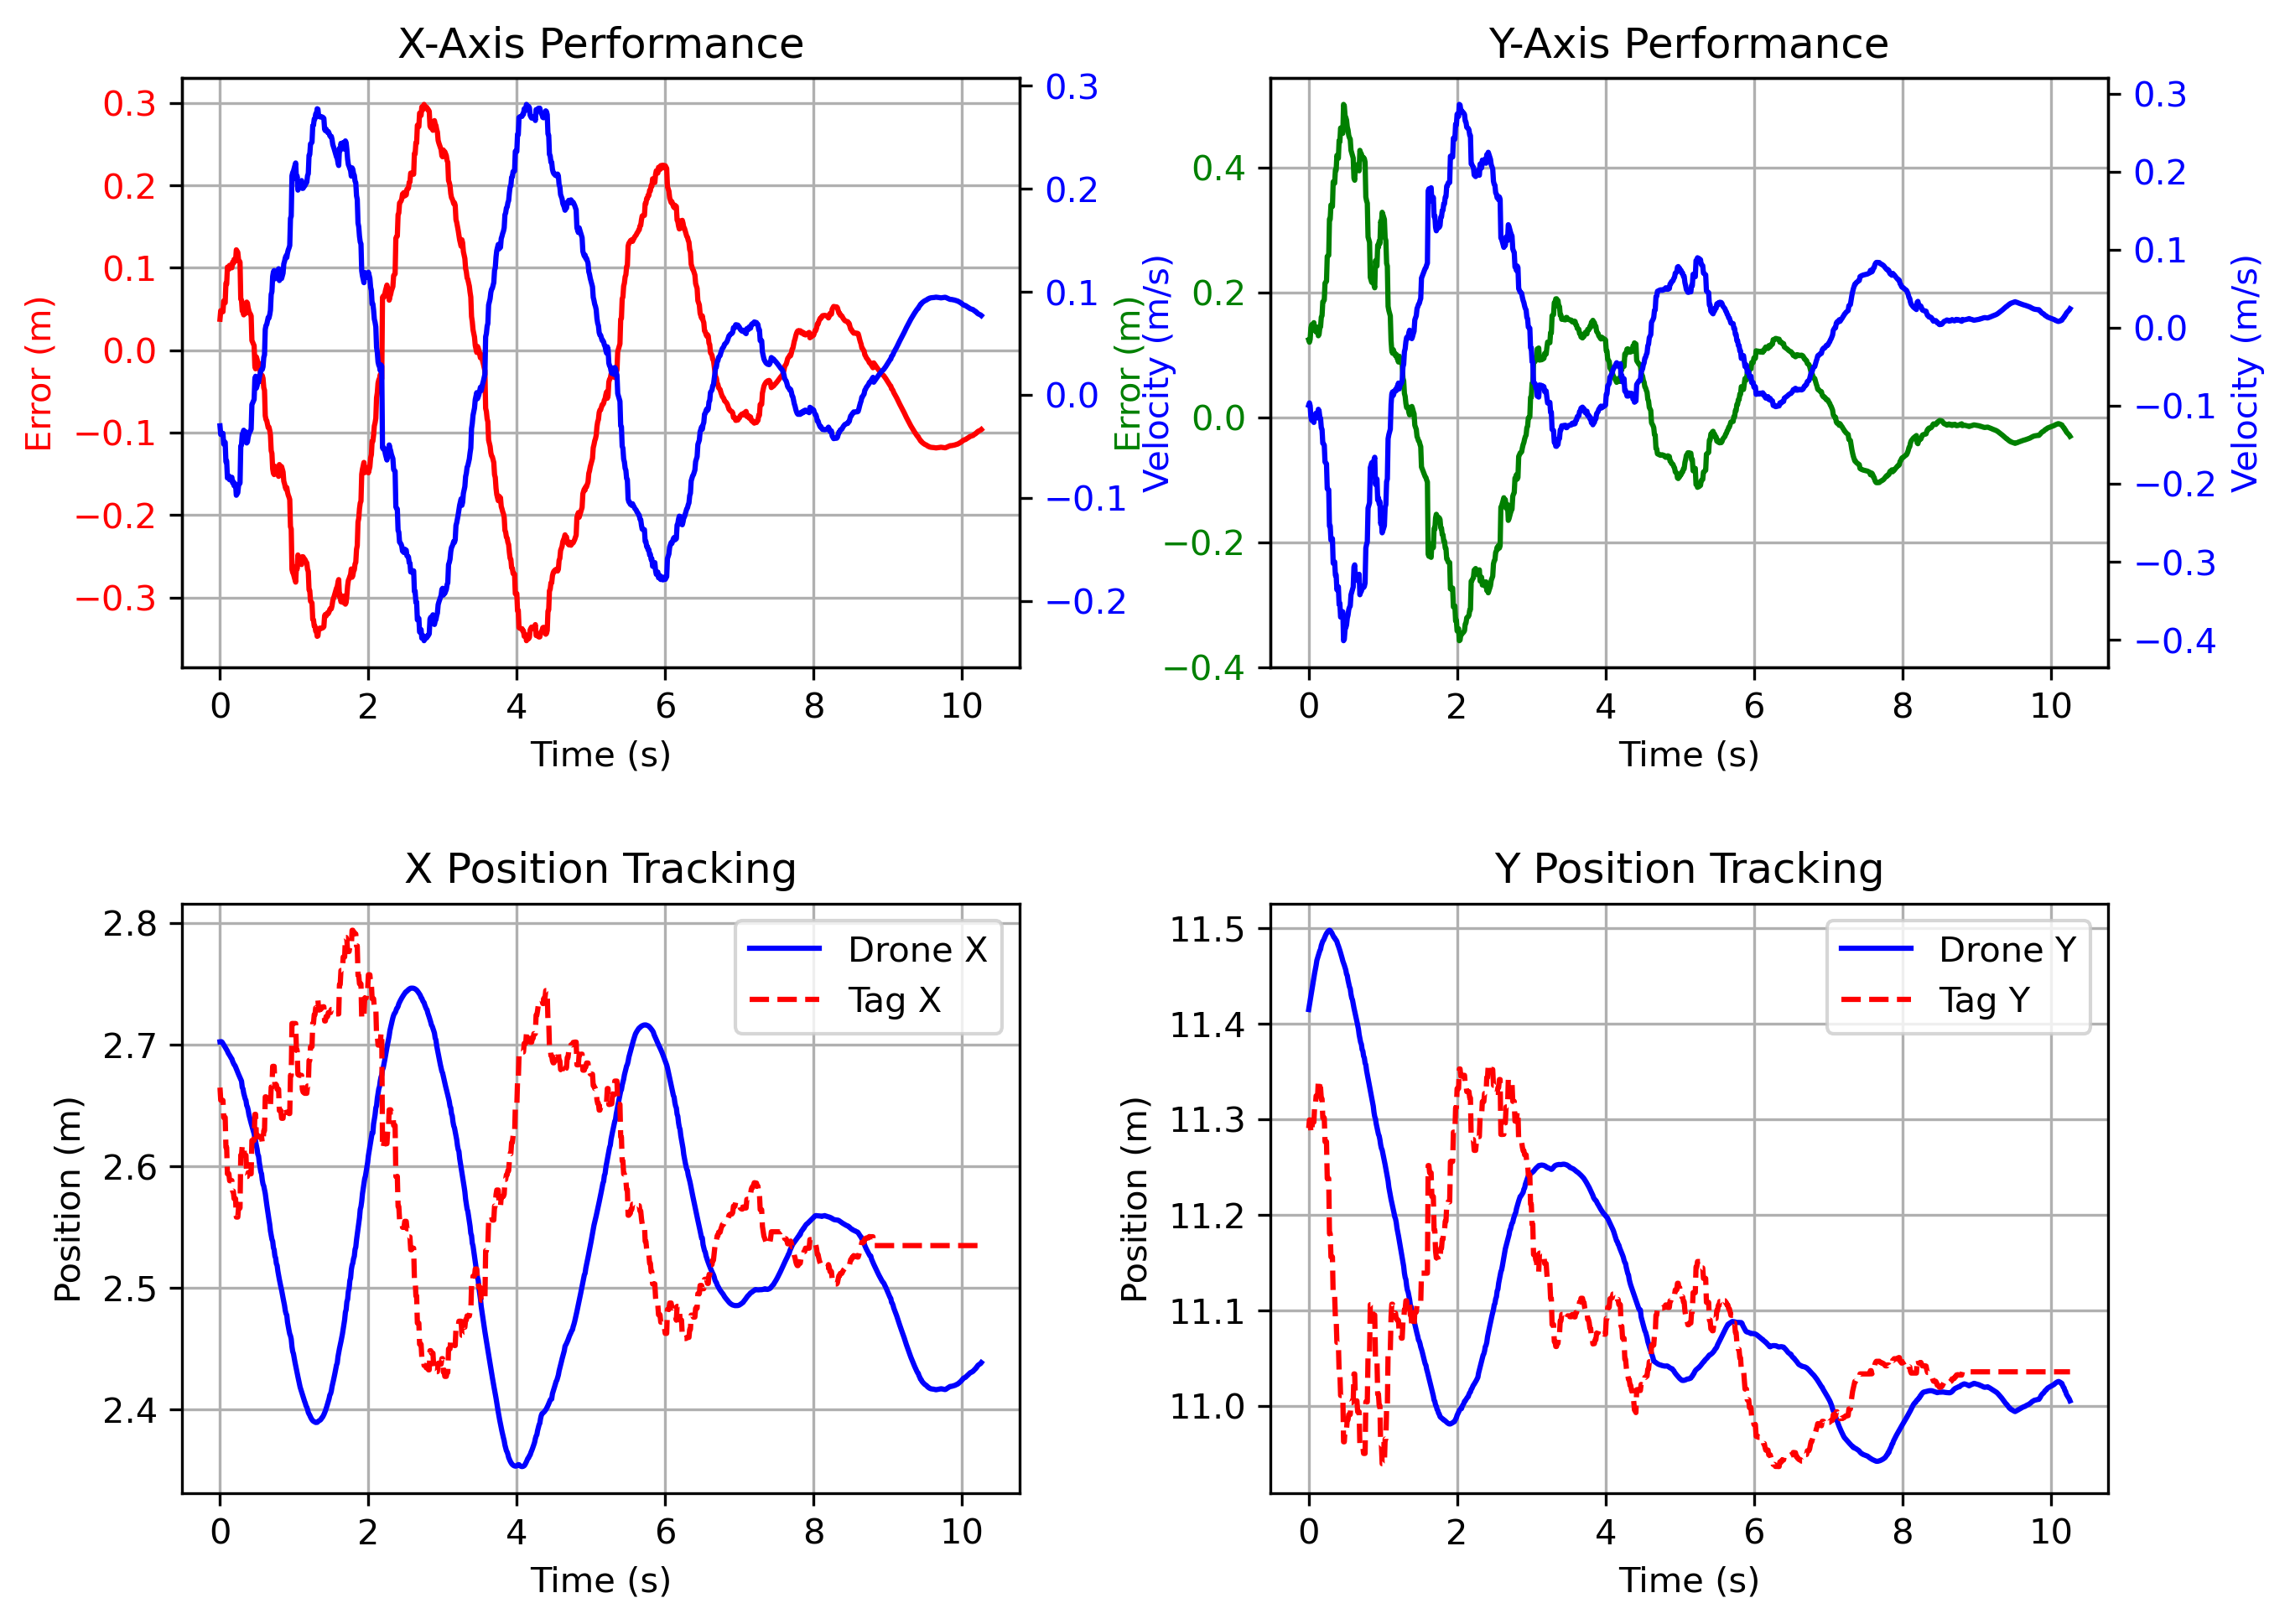 X-Axis Performance
0.3
0.2
0.1
0.0
−0.1
−0.2
−0.3
Error (m)
0.3
0.2
0.1
0.0
−0.1
−0.2
Velocity (m/s)
0 2 4 6 8 10
Time (s)
Y-Axis Performance
0.4
0.2
0.0
−0.2
−0.4
Error (m)
0.3
0.2
0.1
0.0
−0.1
−0.2
−0.3
−0.4
Velocity (m/s)
0 2 4 6 8 10
Time (s)
X Position Tracking
2.8
2.7
2.6
2.5
2.4
Position (m)
Drone X
Tag X
0 2 4 6 8 10
Time (s)
Y Position Tracking
11.5
11.4
11.3
11.2
11.1
11.0
Position (m)
Drone Y
Tag Y
0 2 4 6 8 10
Time (s)